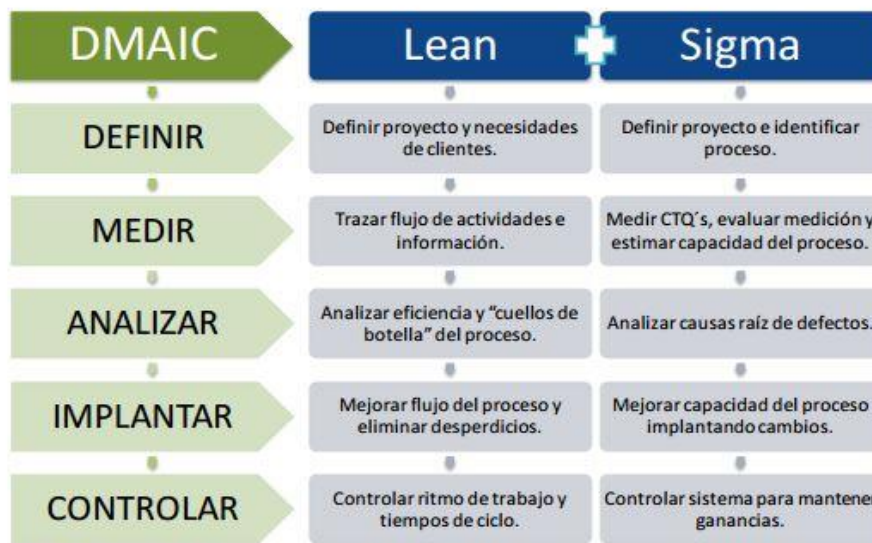 DMAIC
Lean
Sigma
DEFINIR
Definir proyecto y necesidades
de clientes.
Definir proyecto e identificar
proceso.
MEDIR
Trazar flujo de actividades e
información.
Medir CTQ´s, evaluar medición y
estimar capacidad del proceso.
ANALIZAR
Analizar eficiencia y “cuellos de
botella” del proceso.
Analizar causas raíz de defectos.
IMPLANTAR
Mejorar flujo del proceso y
eliminar desperdicios.
Mejorar capacidad del proceso
implantando cambios.
CONTROLAR
Controlar ritmo de trabajo y
tiempos de ciclo.
Controlar sistema para mantener
ganancias.